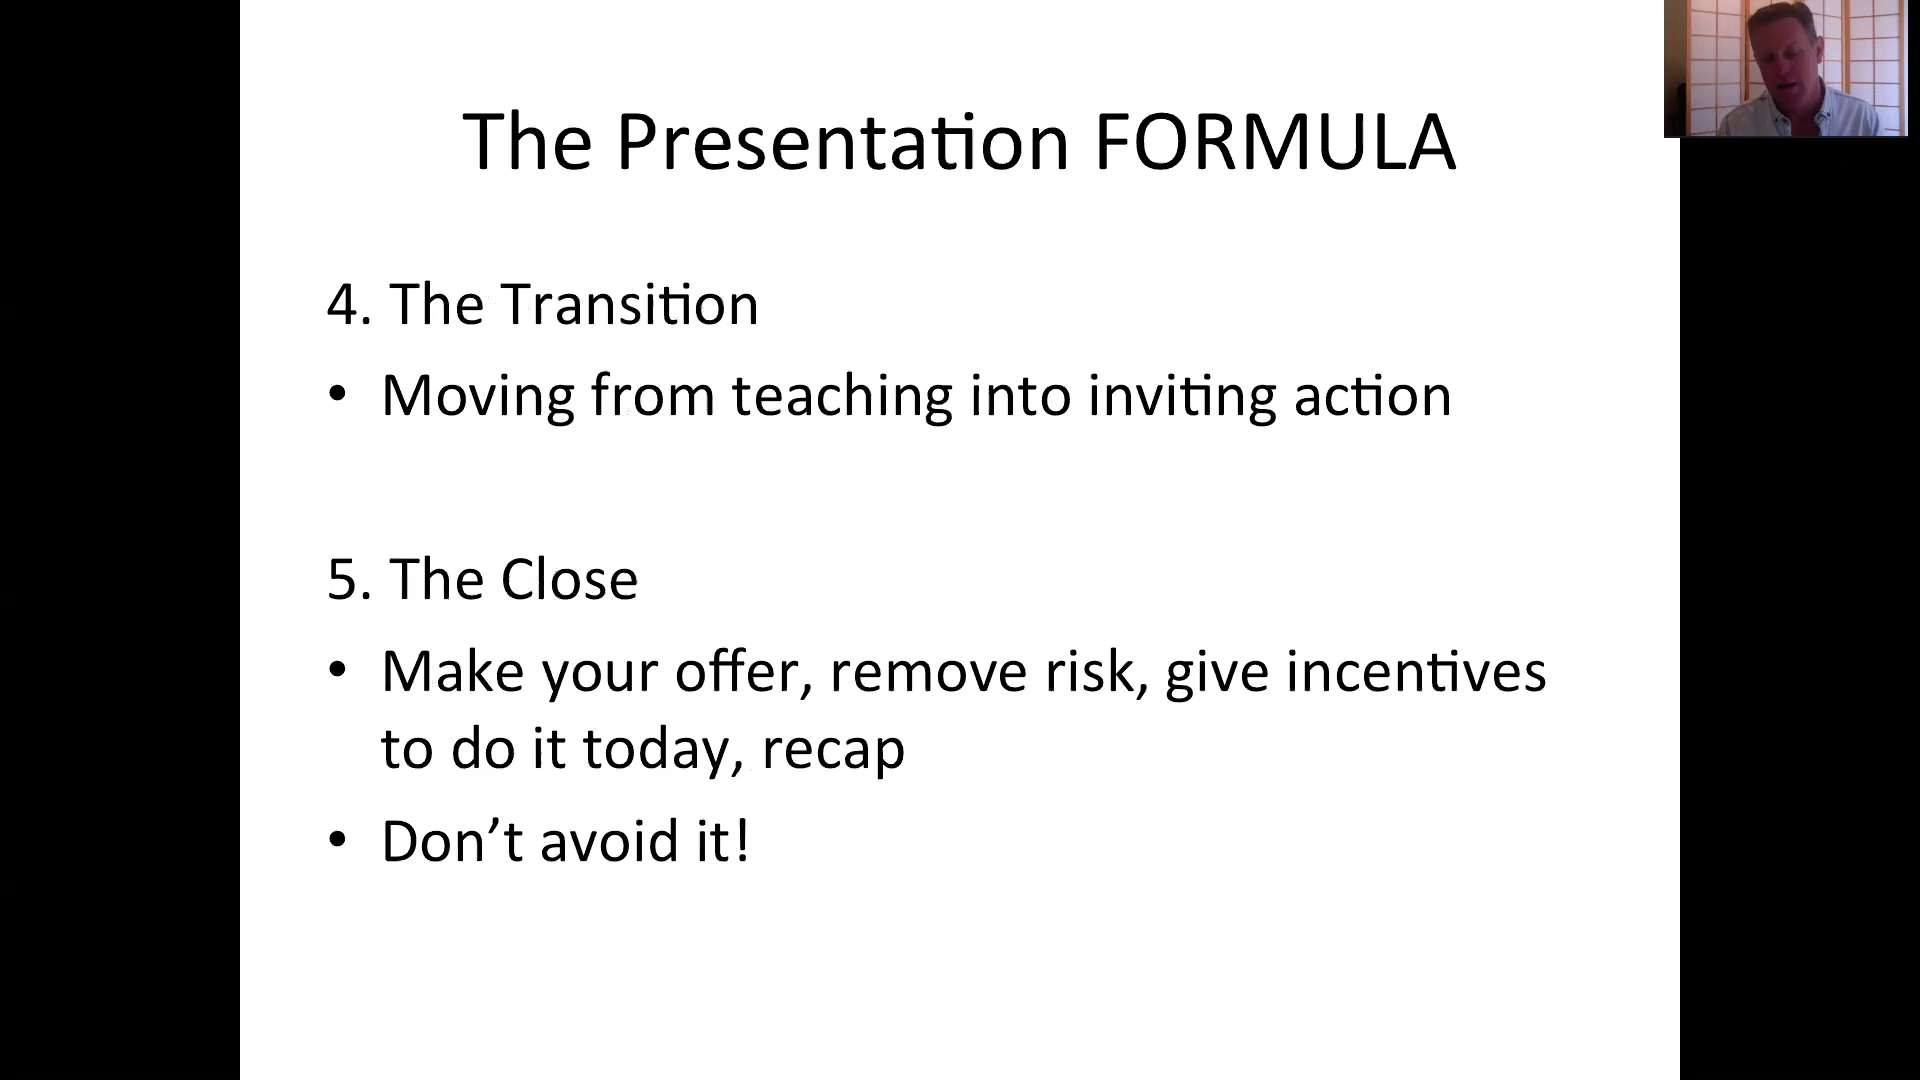 The Presentation FORMULA
4. The Transition
• Moving from teaching into inviting action
5. The Close
• Make your offer, remove risk, give incentives
to do it today, recap
• Don’t avoid it!